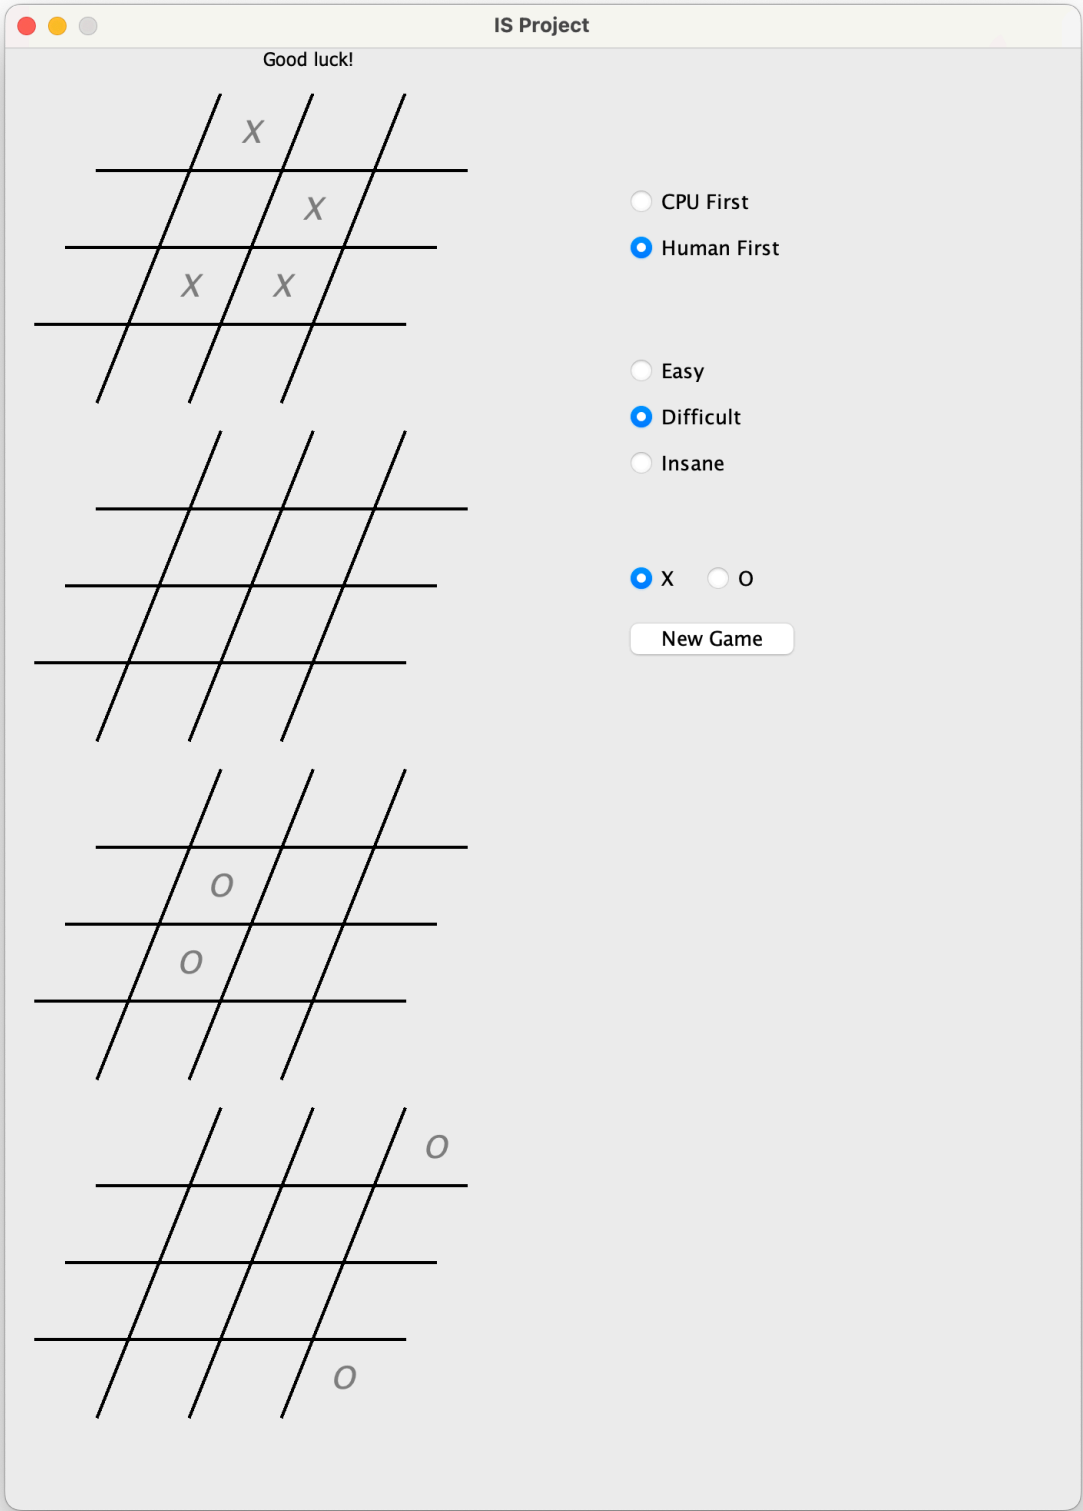 IS Project
Good luck!
X
X
CPU First
Human First
X X
Easy
Difficult
Insane
X O
New Game
O
O
O
O